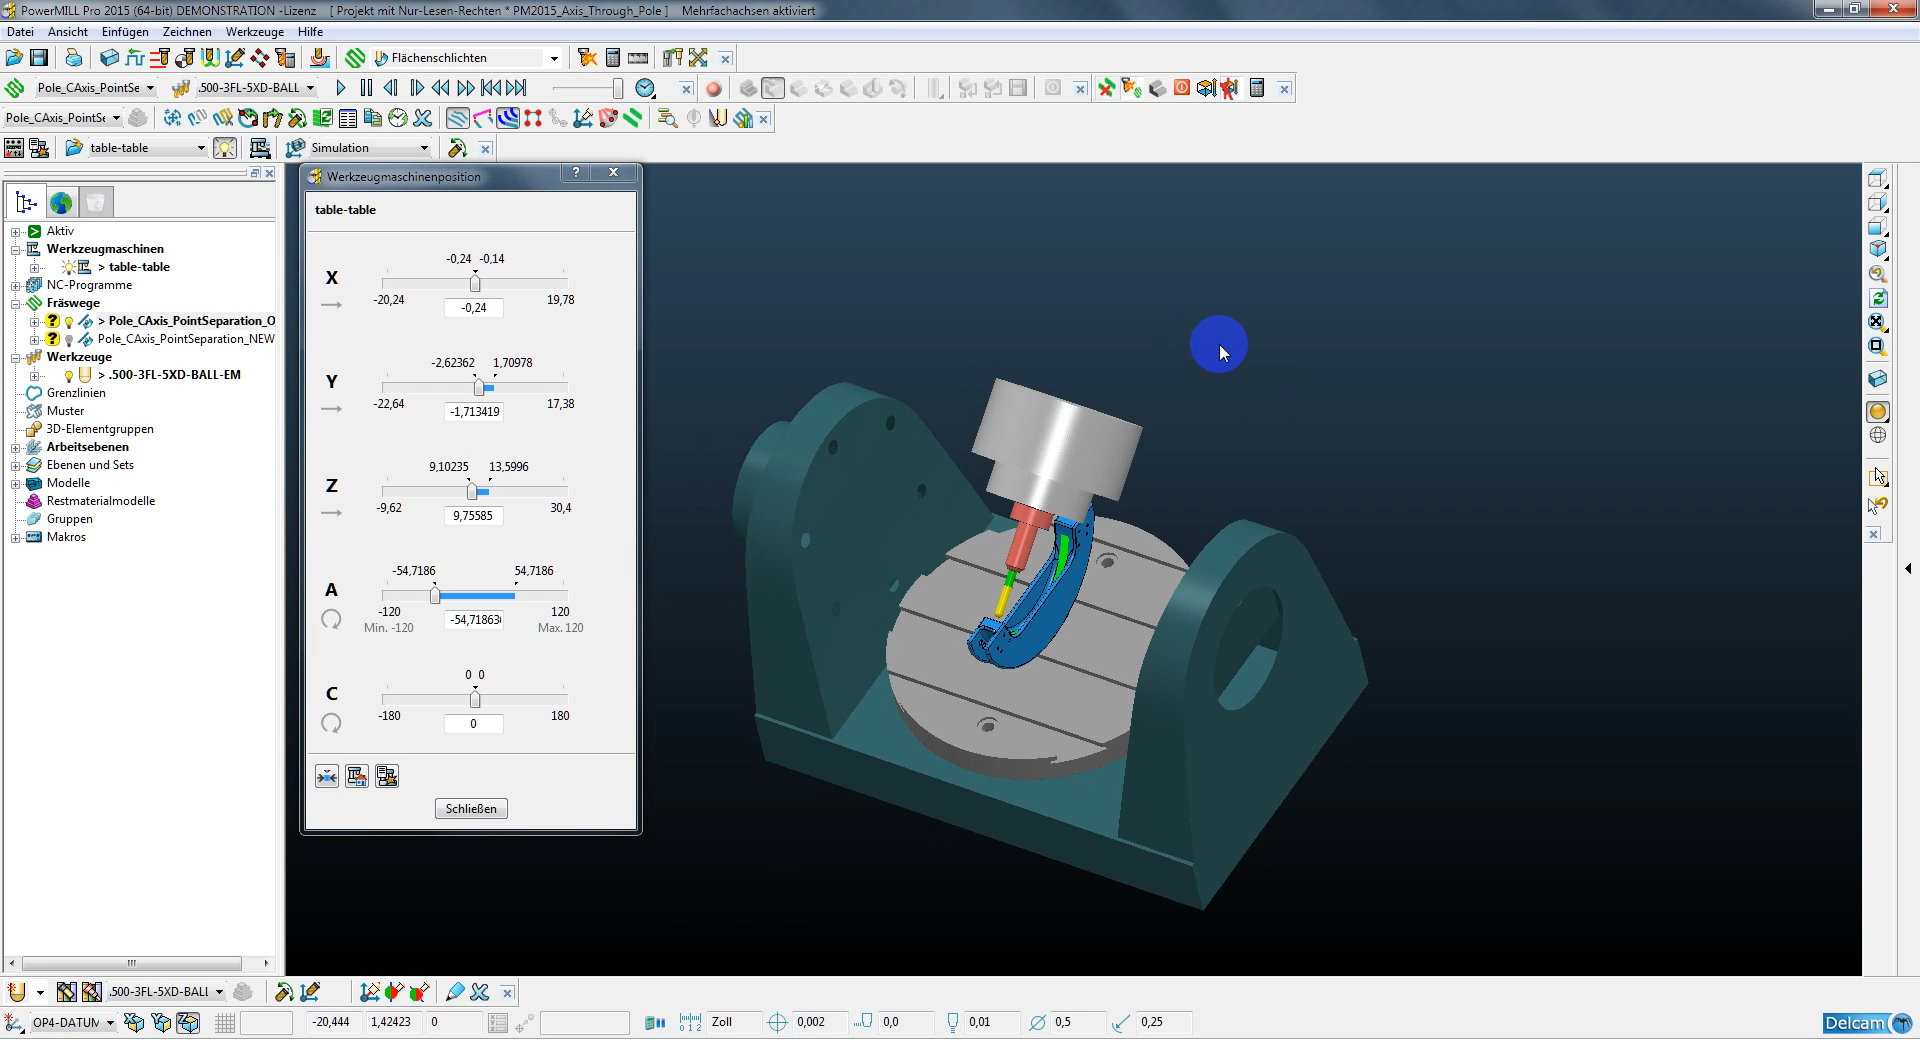 PowerMILL Pro 2015 (64-bit) DEMONSTRATION -Lizenz [ Projekt mit Nur-Lesen-Rechten * PM2015_Axis_Through_Pole ] Mehrfachachsen aktiviert
Datei Ansicht Einfügen Zeichnen Werkzeuge Hilfe
Flächenschlichten
Pole_CAxis_PointSe .500-3FL-5XD-BALL
Pole_CAxis_PointSe
table-table Simulation
Aktiv
Werkzeugmaschinen
> table-table
NC-Programme
Fräswege
> Pole_CAxis_PointSeparation_O
Pole_CAxis_PointSeparation_NEW
Werkzeuge
> .500-3FL-5XD-BALL-EM
Grenzlinien
Muster
3D-Elementgruppen
Arbeitsebenen
Ebenen und Sets
Modelle
Restmaterialmodelle
Gruppen
Makros
Werkzeugmaschinenposition
table-table
-0,24 -0,14
X
-20,24 19,78
-0,24
-2,62362 1,70978
Y
-22,64 17,38
-1,713419
9,10235 13,5996
Z
-9,62 30,4
9,75585
-54,7186 54,7186
A
-120 120
-54,71863
Min. -120 Max. 120
0 0
C
-180 180
0
Schließen
.500-3FL-5XD-BALL
OP4-DATUM -20,444 1,42423 0 Zoll 0,002 0,0 0,01 0,5 0,25
Delcam